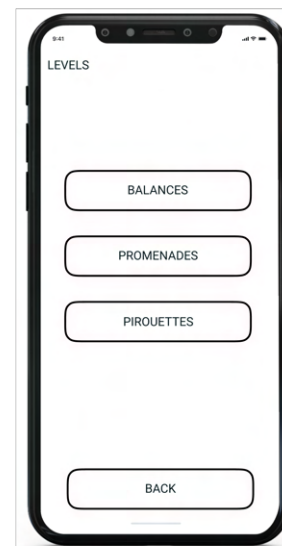 9:41
LEVELS
BALANCES
PROMENADES
PIROUETTES
BACK